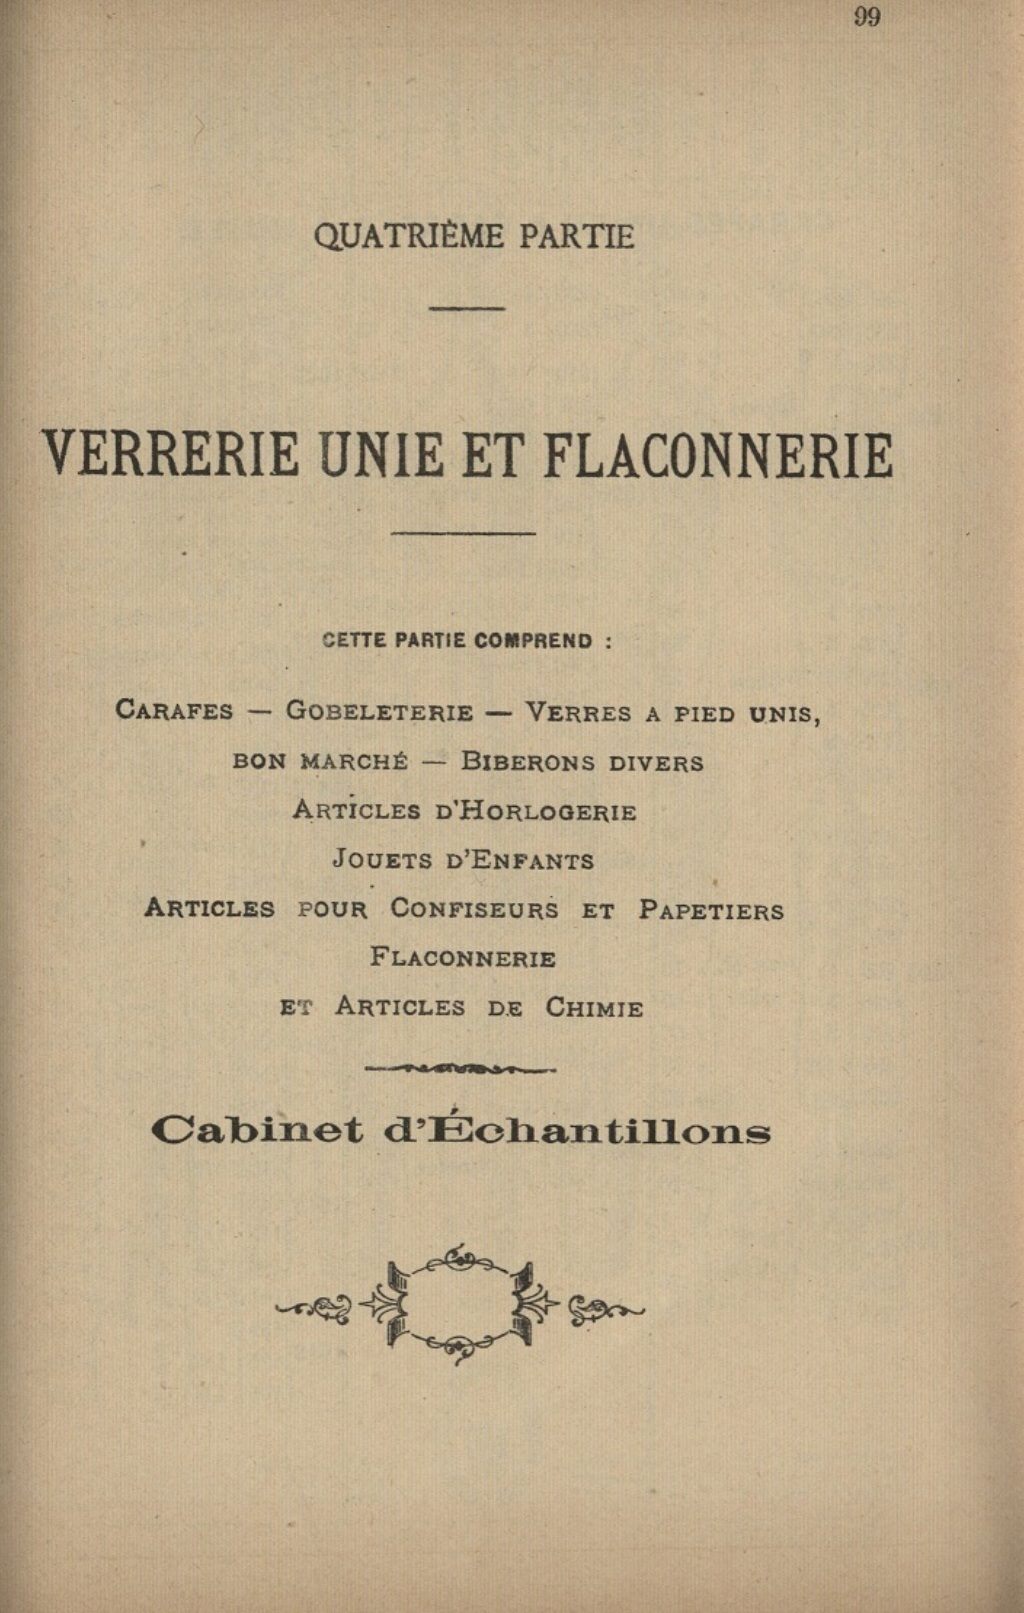 99
QUATRIÈME PARTIE
VERRERIE UNIE ET FLACONNERIE
CETTE PARTIE COMPREND :
CARAFES — GOBELETERIE — VERRES A PIED UNIS,
BON MARCHÉ — BIBERONS DIVERS
ARTICLES D'HORLOGERIE
JOUETS D'ENFANTS
ARTICLES POUR CONFISEURS ET PAPETIERS
FLACONNERIE
ET ARTICLES DE CHIMIE
Cabinet d'Échantillons